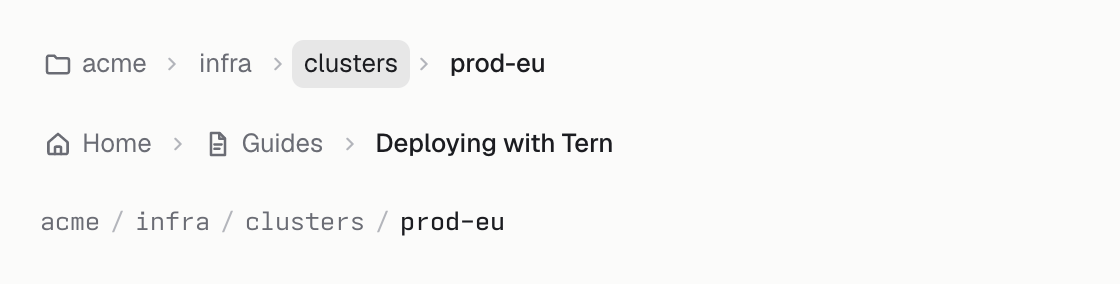 acme > infra > clusters > prod-eu
Home > Guides > Deploying with Tern
acme / infra / clusters / prod-eu